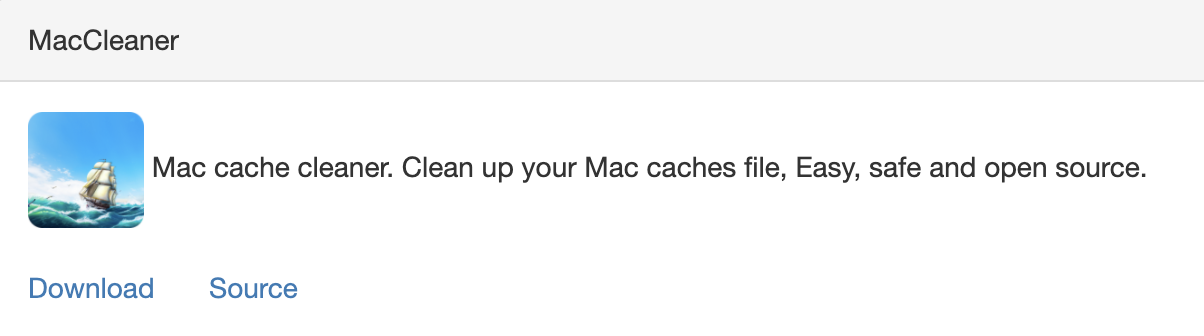 MacCleaner
Mac cache cleaner. Clean up your Mac caches file, Easy, safe and open source.
Download Source